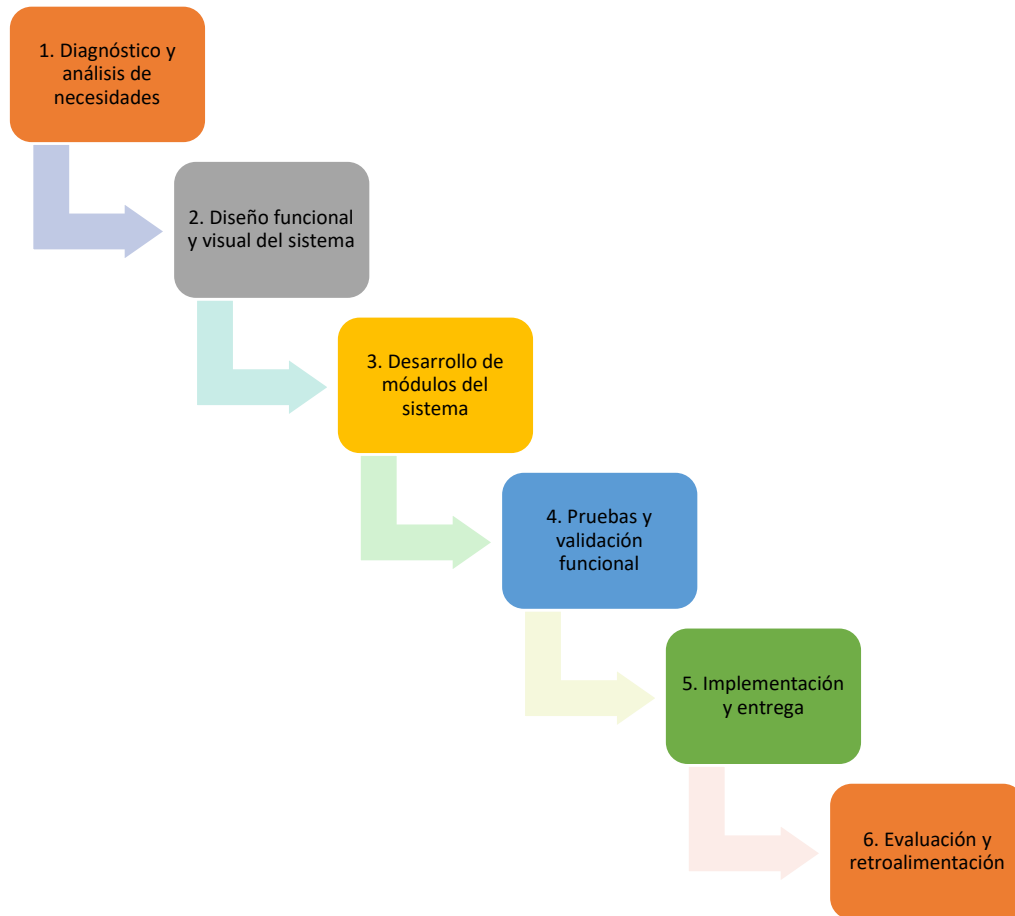 1. Diagnóstico y
análisis de
necesidades
2. Diseño funcional
y visual del sistema
3. Desarrollo de
módulos del
sistema
4. Pruebas y
validación
funcional
5. Implementación
y entrega
6. Evaluación y
retroalimentación